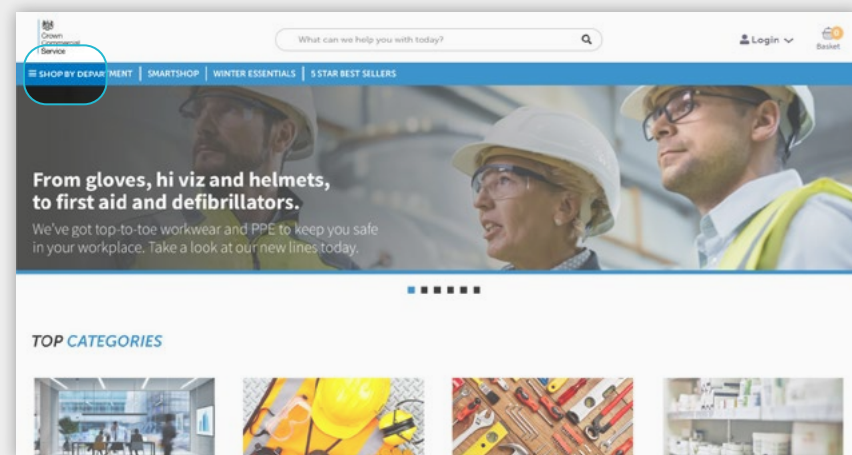 Crown
Commercial
Service
What can we help you with today?
Login
0
Basket
SHOP BY DEPARTMENT
SMARTSHOP
WINTER ESSENTIALS
5 STAR BEST SELLERS
From gloves, hi viz and helmets,
to first aid and defibrillators.
We've got top-to-toe workwear and PPE to keep you safe
in your workplace. Take a look at our new lines today.
TOP CATEGORIES